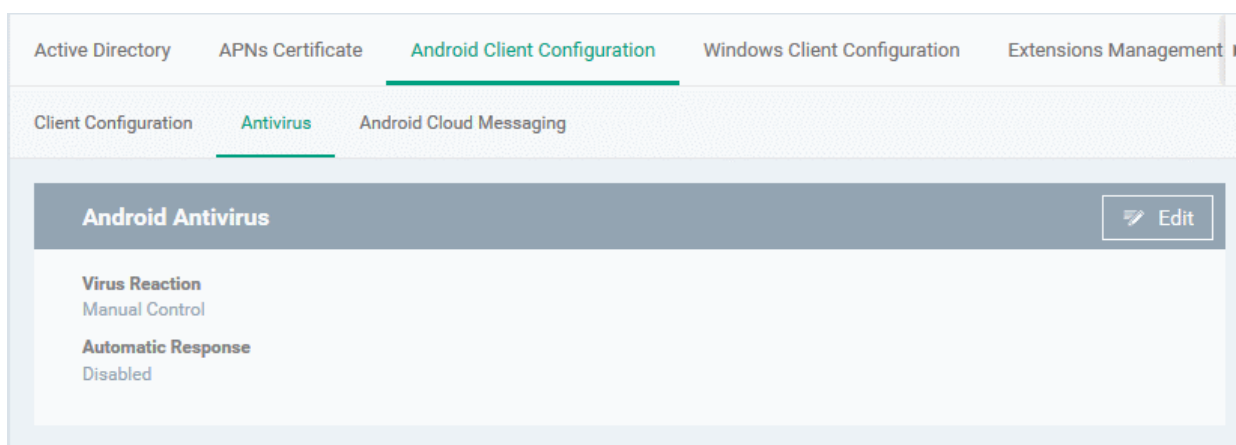 Active Directory APNs Certificate Android Client Configuration Windows Client Configuration Extensions Management
Client Configuration Antivirus Android Cloud Messaging
Android Antivirus Edit
Virus Reaction
Manual Control
Automatic Response
Disabled